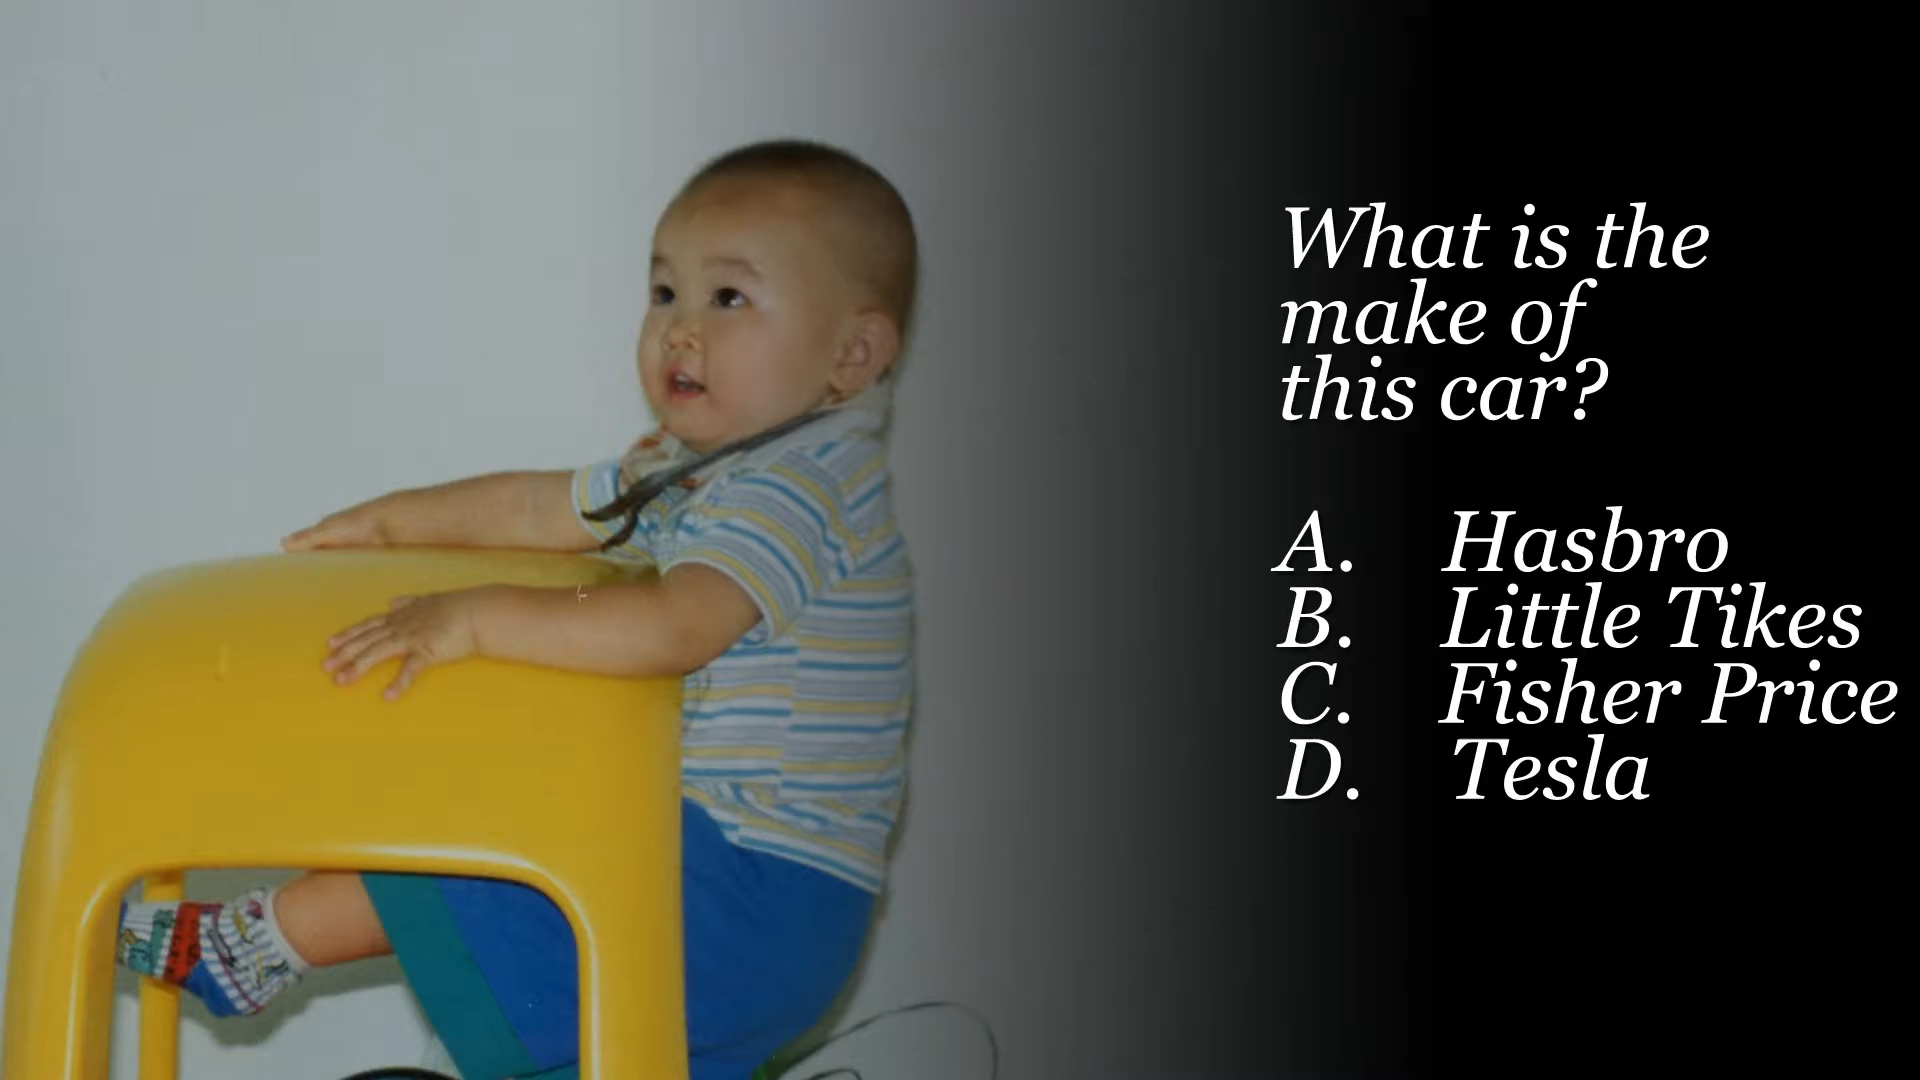 What is the
make of
this car?
A. Hasbro
B. Little Tikes
C. Fisher Price
D. Tesla